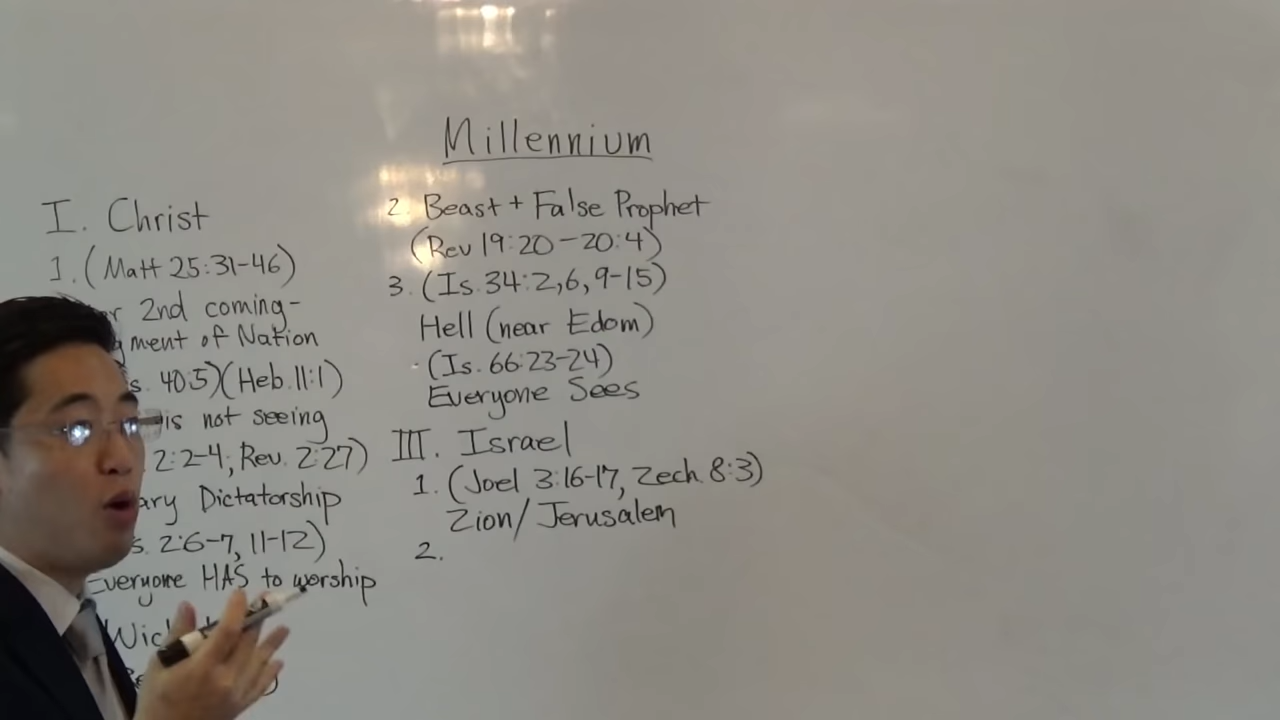 Millennium
I. Christ
1. (Matt 25:31-46)
2nd coming-
of Nation
40:5)(Heb. 11:1)
is not seeing
2:2-4; Rev. 2:27)
Dictatorship
2:6-7, 11-12)
Everyone HAS to worship
2. Beast + False Prophet
(Rev 19:20-20:4)
3. (Is. 34:2,6,9-15)
Hell (near Edom)
(Is. 66:23-24)
Everyone Sees
III. Israel
1. (Joel 3:16-17, Zech. 8:3)
Zion/Jerusalem
2.